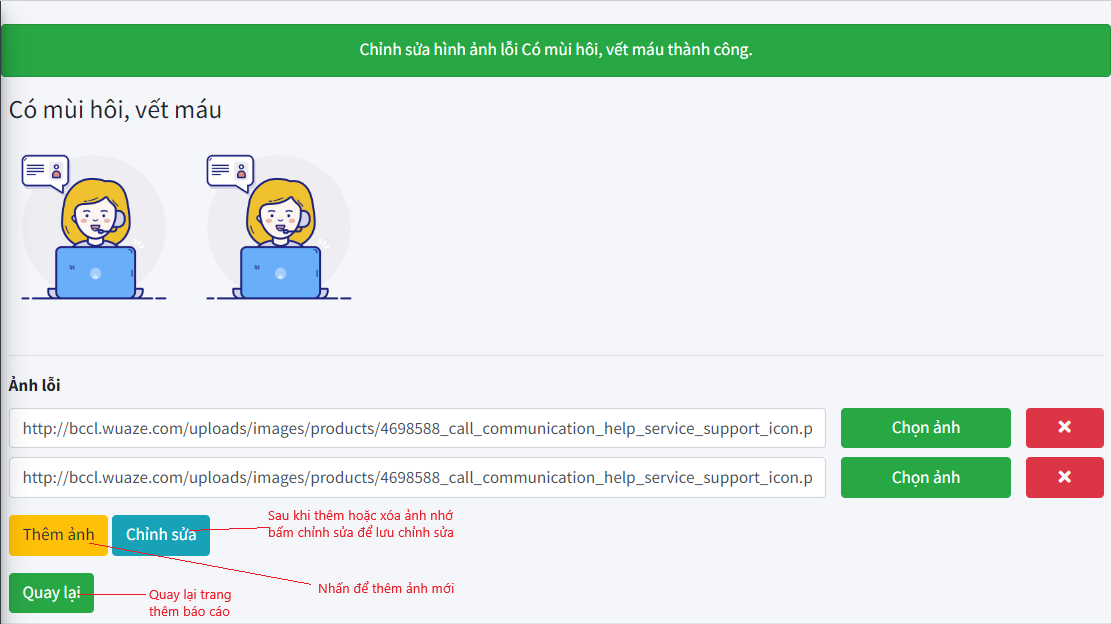 Chỉnh sửa hình ảnh lỗi Có mùi hôi, vết máu thành công.
Có mùi hôi, vết máu
Ảnh lỗi
http://bccl.wuaze.com/uploads/images/products/4698588_call_communication_help_service_support_icon.p
Chọn ảnh
http://bccl.wuaze.com/uploads/images/products/4698588_call_communication_help_service_support_icon.p
Chọn ảnh
Thêm ảnh
Chỉnh sửa
Sau khi thêm hoặc xóa ảnh nhớ
bấm chỉnh sửa để lưu chỉnh sửa
Nhấn để thêm ảnh mới
Quay lại
Quay lại trang
thêm báo cáo